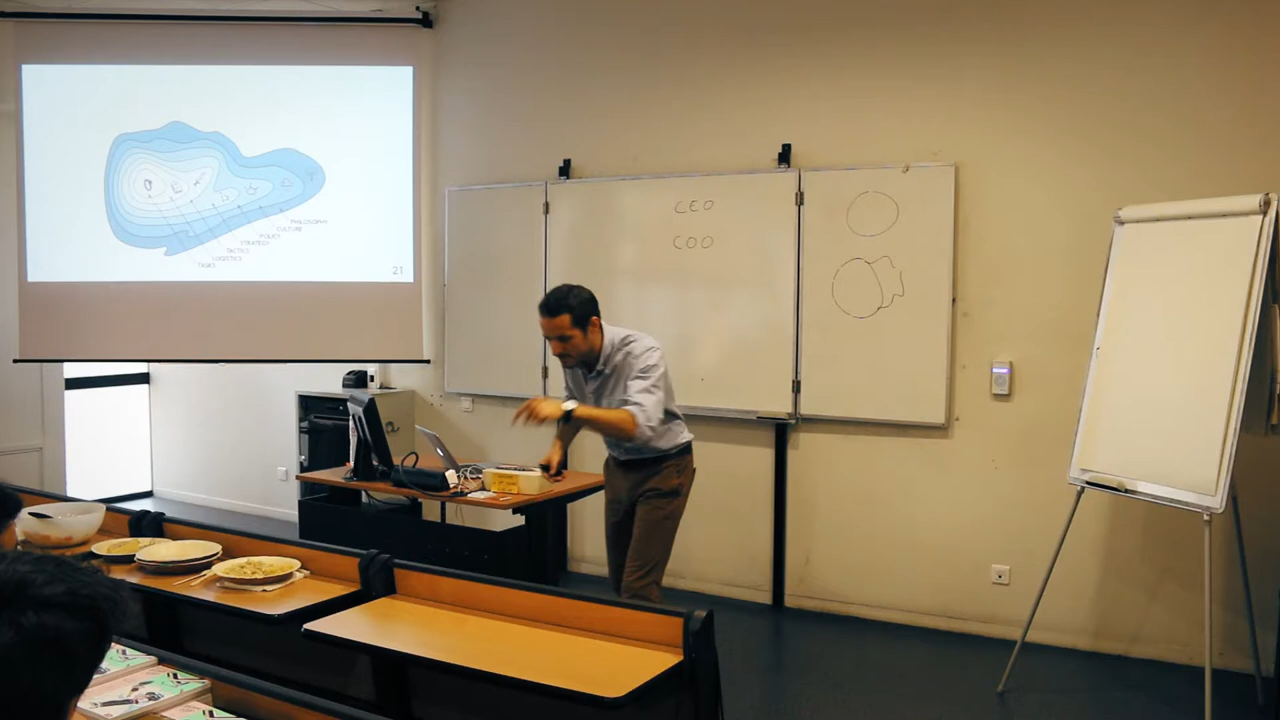 PHILOSOPHY
CULTURE
POLICY
STRATEGY
TACTICS
LOGISTICS
TASKS
21
CEO
COO